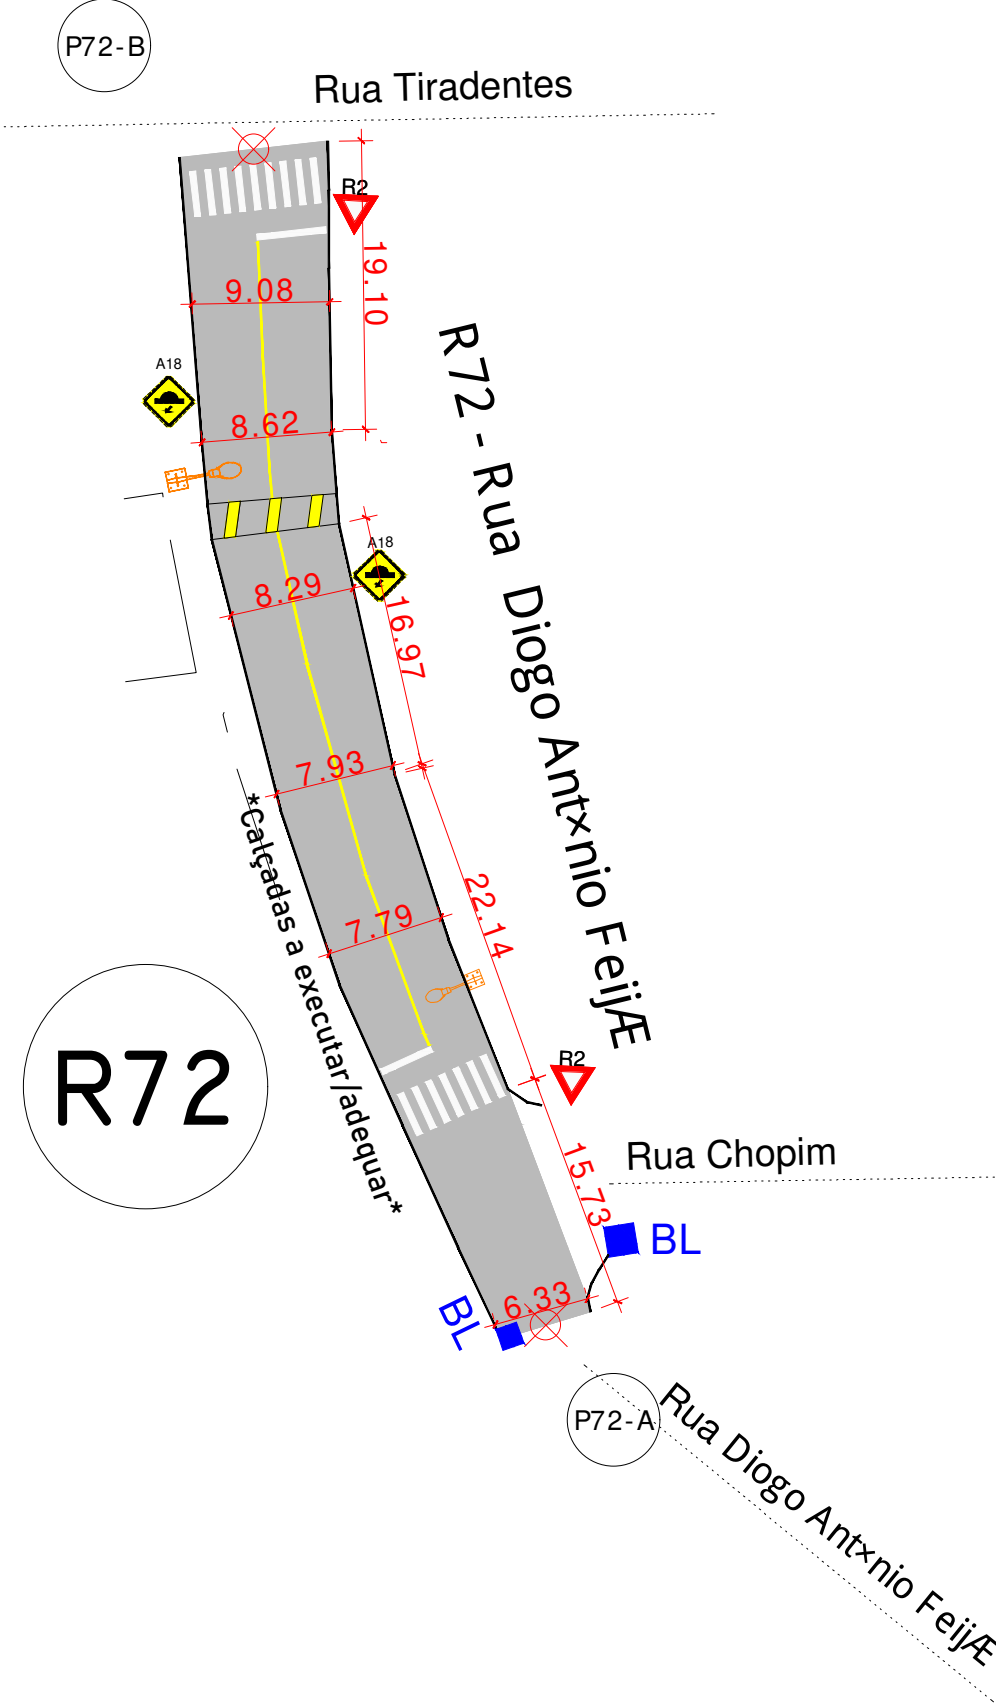 P72-B
Rua Tiradentes
R2
19.10
9.08
A18
8.62
R72 - Rua Diogo Ant×nio FeijÆ
A18
8.29
16.97
7.93
*Calçadas a executar/adequar*
22.14
7.79
R72
R2
Rua Chopim
15.73
BL
6.33
BL
P72-A
Rua Diogo Ant×nio FeijÆ